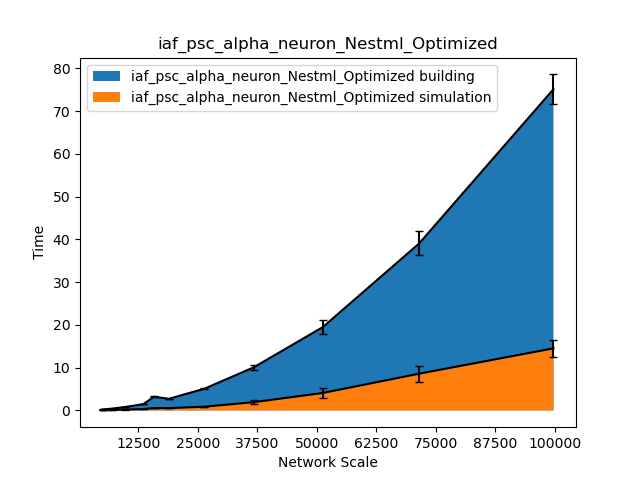 iaf_psc_alpha_neuron_Nestml_Optimized
iaf_psc_alpha_neuron_Nestml_Optimized building
iaf_psc_alpha_neuron_Nestml_Optimized simulation
80
70
60
50
40
30
20
10
0
Time
12500 25000 37500 50000 62500 75000 87500 100000
Network Scale